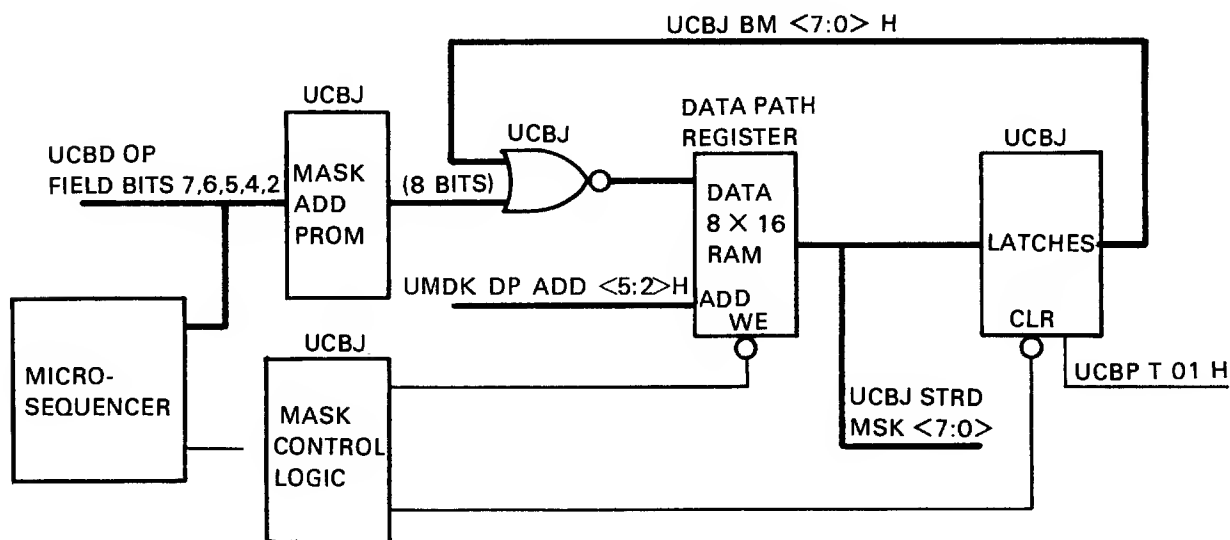 UCBJ BM <7:0> H
UCBJ
UCBD OP
FIELD BITS 7,6,5,4,2
MASK
ADD
PROM
(8 BITS)
UCBJ
DATA PATH
REGISTER
DATA
8 X 16
RAM
ADD
WE
UMDK DP ADD <5:2>H
UCBJ
LATCHES
CLR
UCBP T 01 H
MICRO-
SEQUENCER
UCBJ
MASK
CONTROL
LOGIC
UCBJ STRD
MSK <7:0>